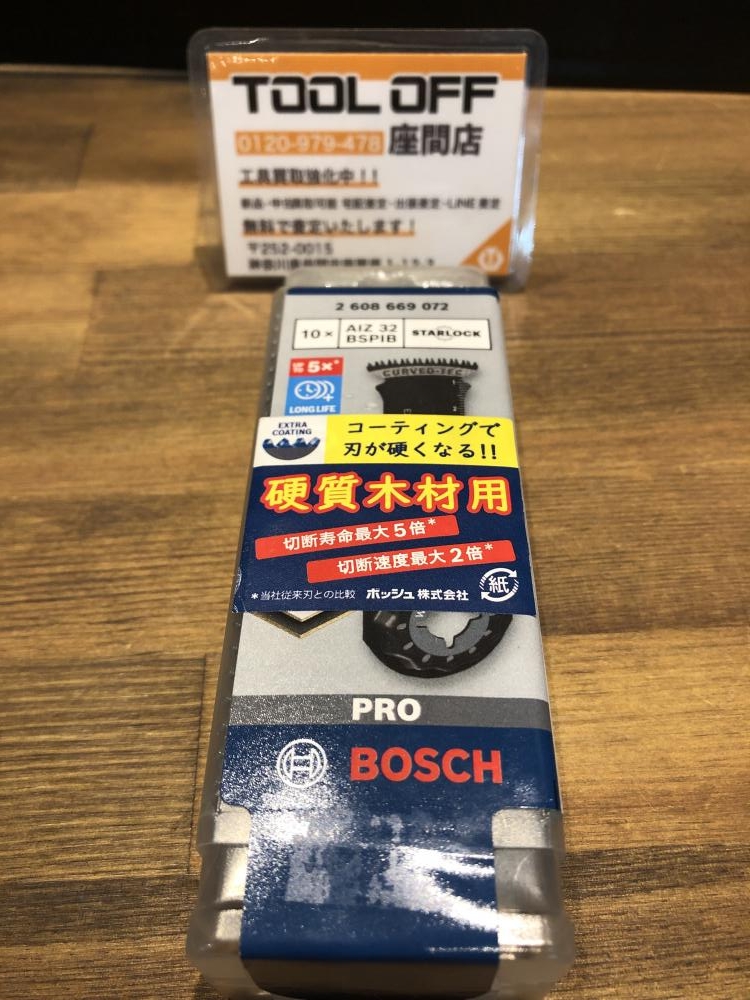 TOOL OFF
0120-979-478 座間店
工具買取強化中!!
無料で査定いたします!
〒252-0015
2 608 669 072
10× AIZ 32 BSPIB STARLOCK
UP TO 5×*
CURVED-TEC
LONG LIFE
EXTRA COATING
コーティングで
刃が硬くなる!!
硬質木材用
切断寿命最大5倍*
切断速度最大2倍*
*当社従来刃との比較 ボッシュ株式会社 紙
PRO
BOSCH